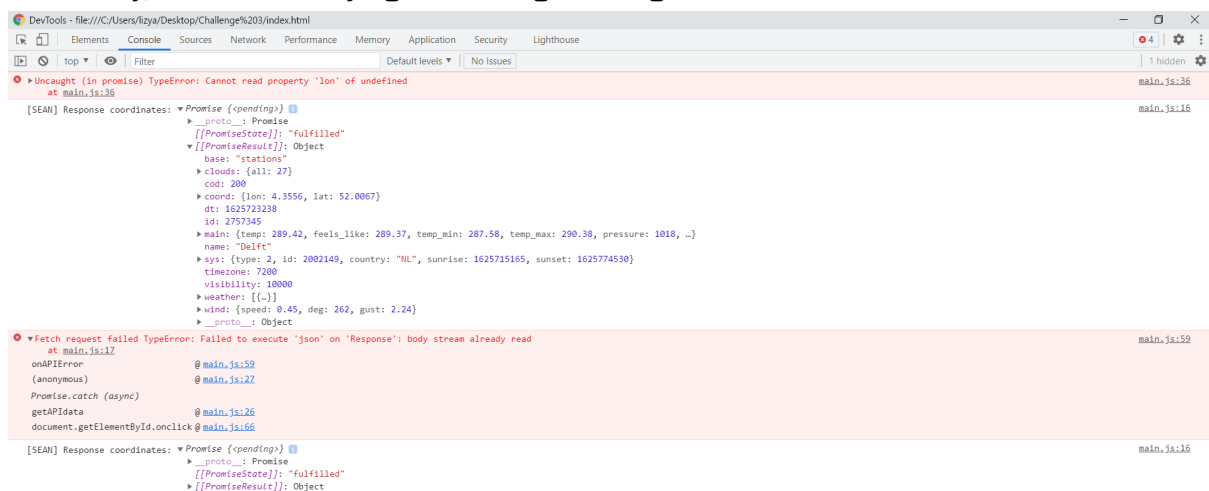 DevTools - file:///C:/Users/lizya/Desktop/Challenge%203/index.html
Elements Console Sources Network Performance Memory Application Security Lighthouse 4
top ▼ Filter Default levels ▼ No Issues 1 hidden
▶Uncaught (in promise) TypeError: Cannot read property 'lon' of undefined main.js:36
at main.js:36
[SEAN] Response coordinates: ▼Promise {<pending>} i main.js:16
▶__proto__: Promise
[[PromiseState]]: "fulfilled"
▼[[PromiseResult]]: Object
base: "stations"
▶clouds: {all: 27}
cod: 200
▶coord: {lon: 4.3556, lat: 52.0067}
dt: 1625723238
id: 2757345
▶main: {temp: 289.42, feels_like: 289.37, temp_min: 287.58, temp_max: 290.38, pressure: 1018, …}
name: "Delft"
▶sys: {type: 2, id: 2002149, country: "NL", sunrise: 1625715165, sunset: 1625774530}
timezone: 7200
visibility: 10000
▶weather: [{…}]
▶wind: {speed: 0.45, deg: 262, gust: 2.24}
▶__proto__: Object
▼Fetch request failed TypeError: Failed to execute 'json' on 'Response': body stream already read main.js:59
at main.js:17
onAPIError @ main.js:59
(anonymous) @ main.js:27
Promise.catch (async)
getAPIdata @ main.js:26
document.getElementById.onclick @ main.js:66
[SEAN] Response coordinates: ▼Promise {<pending>} i main.js:16
▶__proto__: Promise
[[PromiseState]]: "fulfilled"
▶[[PromiseResult]]: Object